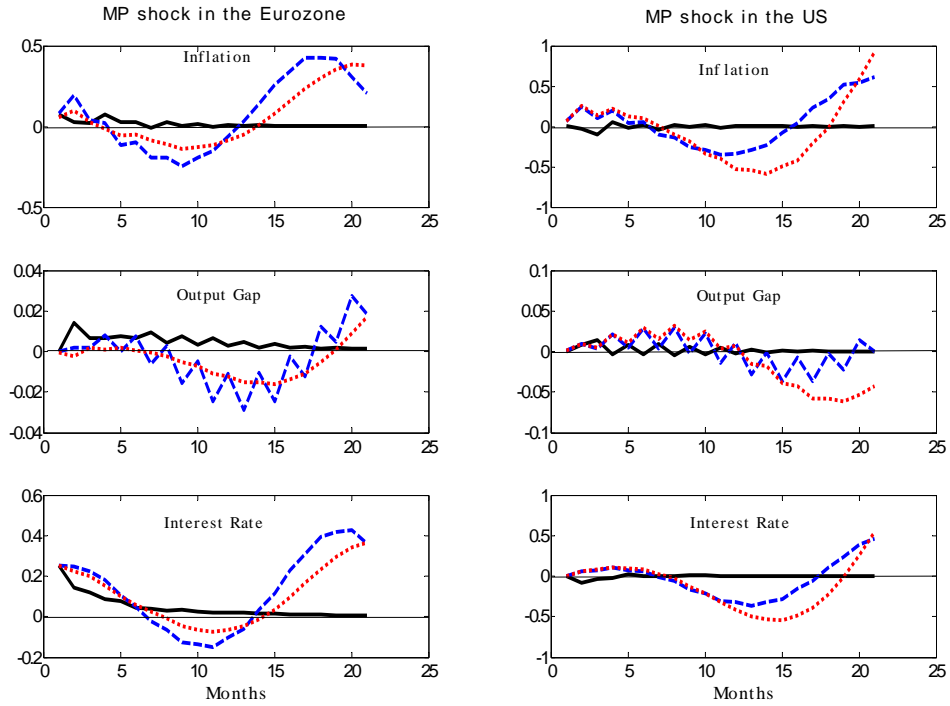 MP shock in the Eurozone
MP shock in the US
Inflation
0.5
0
-0.5
0 5 10 15 20 25
Inflation
1
0.5
0
-0.5
-1
0 5 10 15 20 25
Output Gap
0.04
0.02
0
-0.02
-0.04
0 5 10 15 20 25
Output Gap
0.1
0.05
0
-0.05
-0.1
0 5 10 15 20 25
Interest Rate
0.6
0.4
0.2
0
-0.2
0 5 10 15 20 25
Months
Interest Rate
1
0.5
0
-0.5
-1
0 5 10 15 20 25
Months